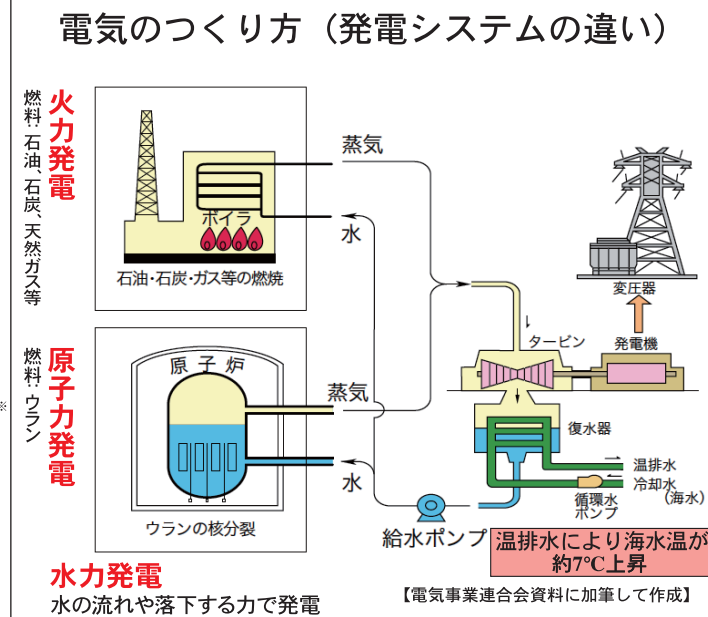 電気のつくり方（発電システムの違い）
火力発電
燃料：石油、石炭、天然ガス等
蒸気
ボイラ
水
石油・石炭・ガス等の燃焼
変圧器
タービン
発電機
原子力発電
燃料：ウラン
※
原子炉
蒸気
水
ウランの核分裂
復水器
温排水
冷却水
（海水）
循環水
ポンプ
給水ポンプ
温排水により海水温が
約7℃上昇
水力発電
水の流れや落下する力で発電
【電気事業連合会資料に加筆して作成】